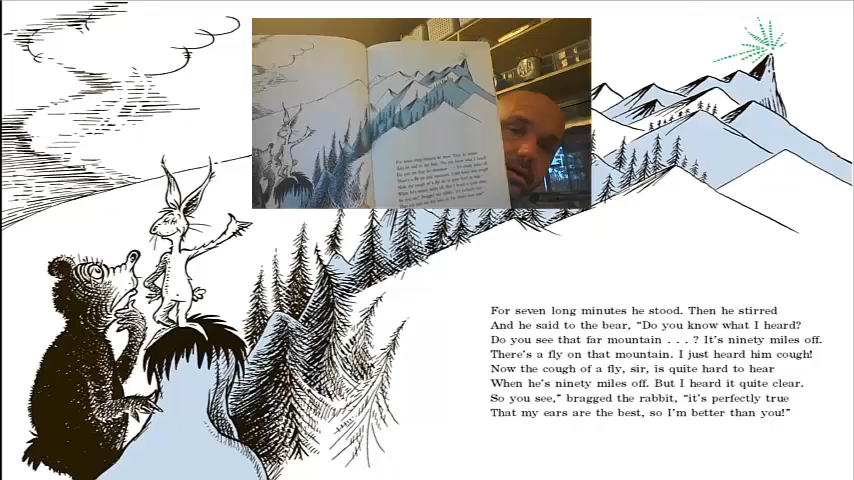 For seven long minutes he stood. Then he stirred
And he said to the bear, “Do you know what I heard?
Do you see that far mountain . . . ? It’s ninety miles off.
There’s a fly on that mountain. I just heard him cough!
Now the cough of a fly, sir, is quite hard to hear
When he’s ninety miles off. But I heard it quite clear.
So you see,” bragged the rabbit, “it’s perfectly true
That my ears are the best, so I’m better than you!”